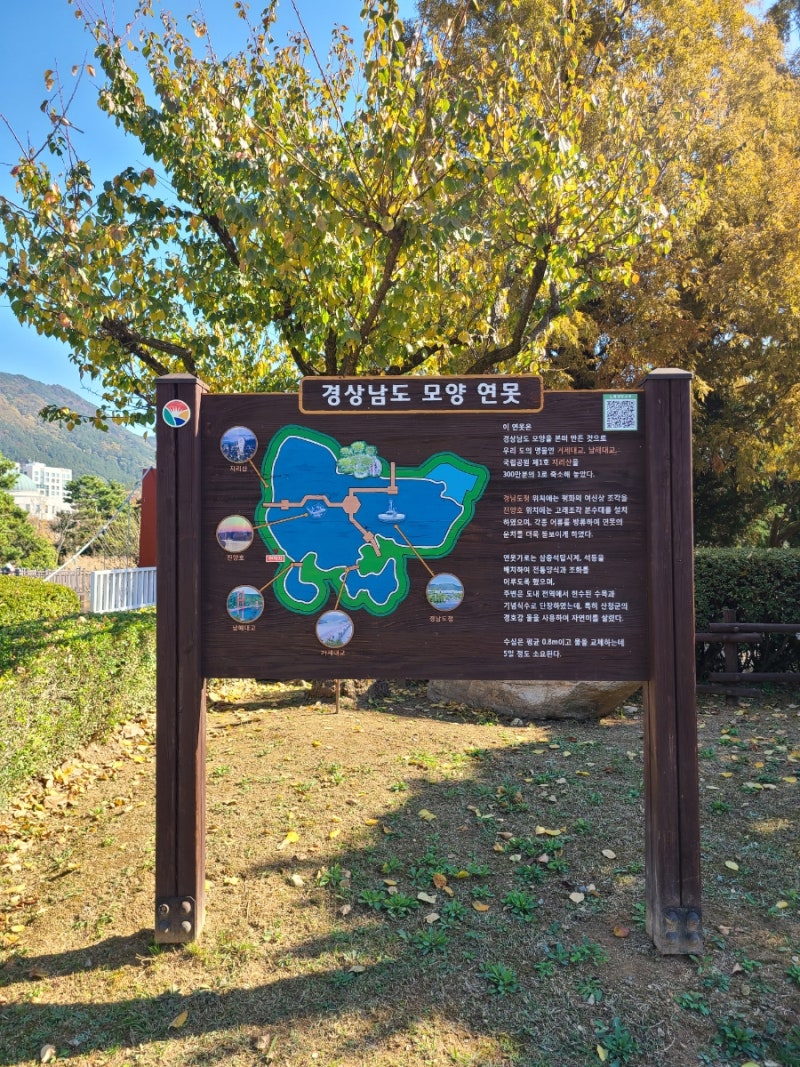 경상남도 모양 연못
이 연못은
경상남도 모양을 본떠 만든 것으로
우리 도의 명물인 거제대교, 남해대교,
국립공원 제1호 지리산을
300만분의 1로 축소해 놓았다.
경남도청 위치에는 평화의 여신상 조각을
진양호 위치에는 고래조각 분수대를 설치
하였으며, 각종 어류를 방류하여 연못의
운치를 더욱 돋보이게 하였다.
연못가로는 삼층석탑시계, 석등을
배치하여 전통양식과 조화를
이루도록 했으며,
주변은 도내 전역에서 헌수된 수목과
기념식수로 단장하였는데, 특히 산청군의
경호강 돌을 사용하여 자연미를 살렸다.
수심은 평균 0.8m이고 물을 교체하는데
5일 정도 소요된다.
지리산
진양호
남해대교
거제대교
경남도청